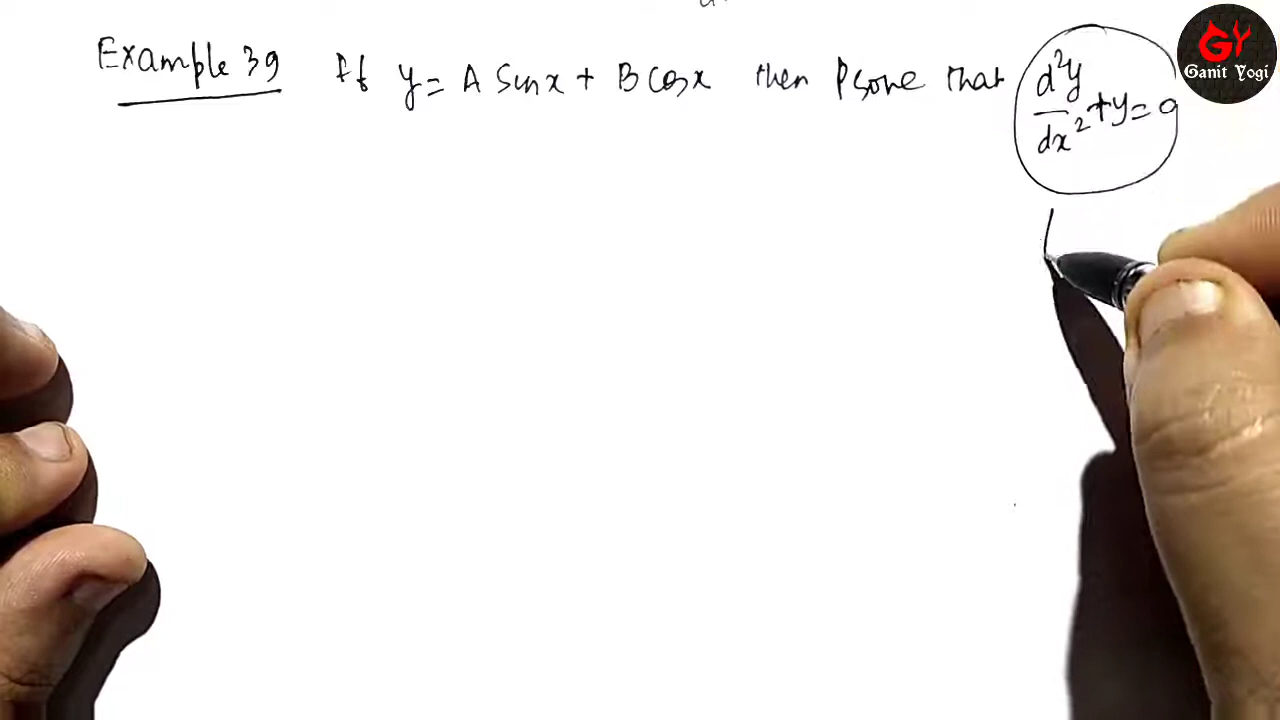 Example 39 If y = A Sinx + B Cosx then Prove that d²y/dx² + y = 0
GY
Ganit Yogi